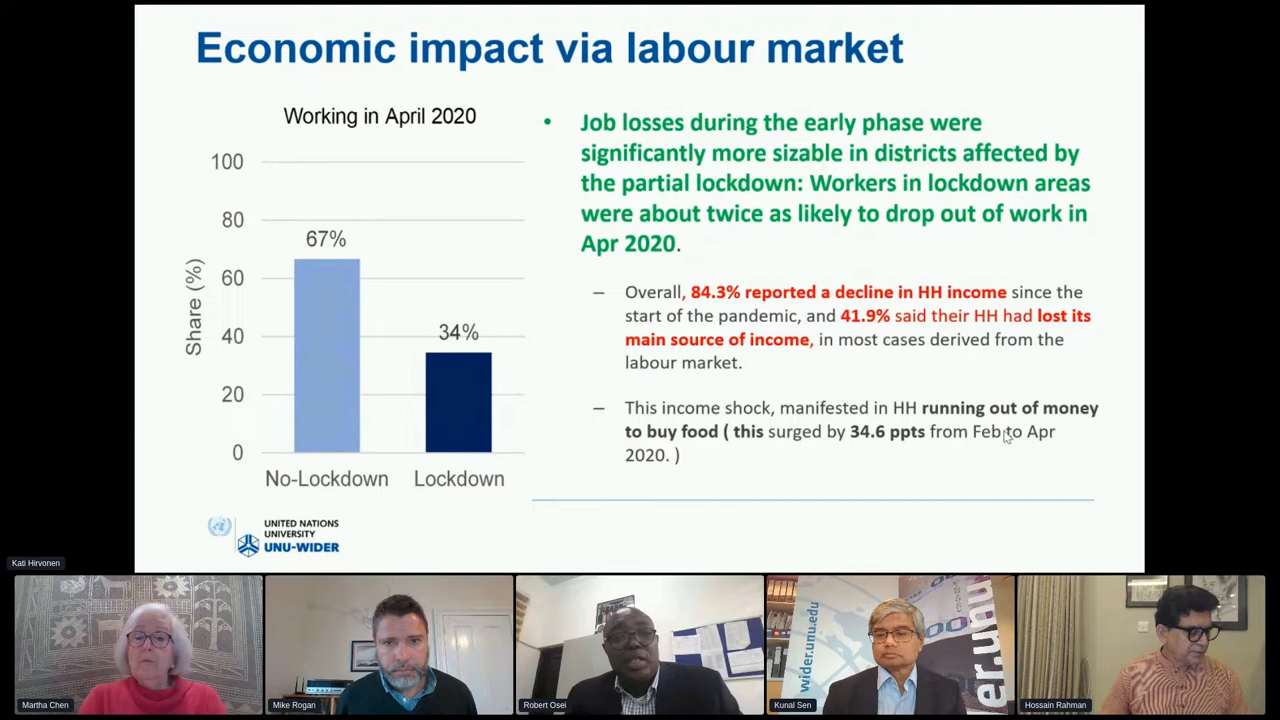 Economic impact via labour market
Working in April 2020
100
80
60
40
20
0
Share (%)
67%
34%
No-Lockdown
Lockdown
• Job losses during the early phase were
significantly more sizable in districts affected by
the partial lockdown: Workers in lockdown areas
were about twice as likely to drop out of work in
Apr 2020.
– Overall, 84.3% reported a decline in HH income since the
start of the pandemic, and 41.9% said their HH had lost its
main source of income, in most cases derived from the
labour market.
– This income shock, manifested in HH running out of money
to buy food ( this surged by 34.6 ppts from Feb to Apr
2020. )
UNITED NATIONS
UNIVERSITY
UNU-WIDER
Kati Hirvonen
Martha Chen
Mike Rogan
Robert Osei
wider.unu.edu
er.unu
Kunal Sen
Hossain Rahman